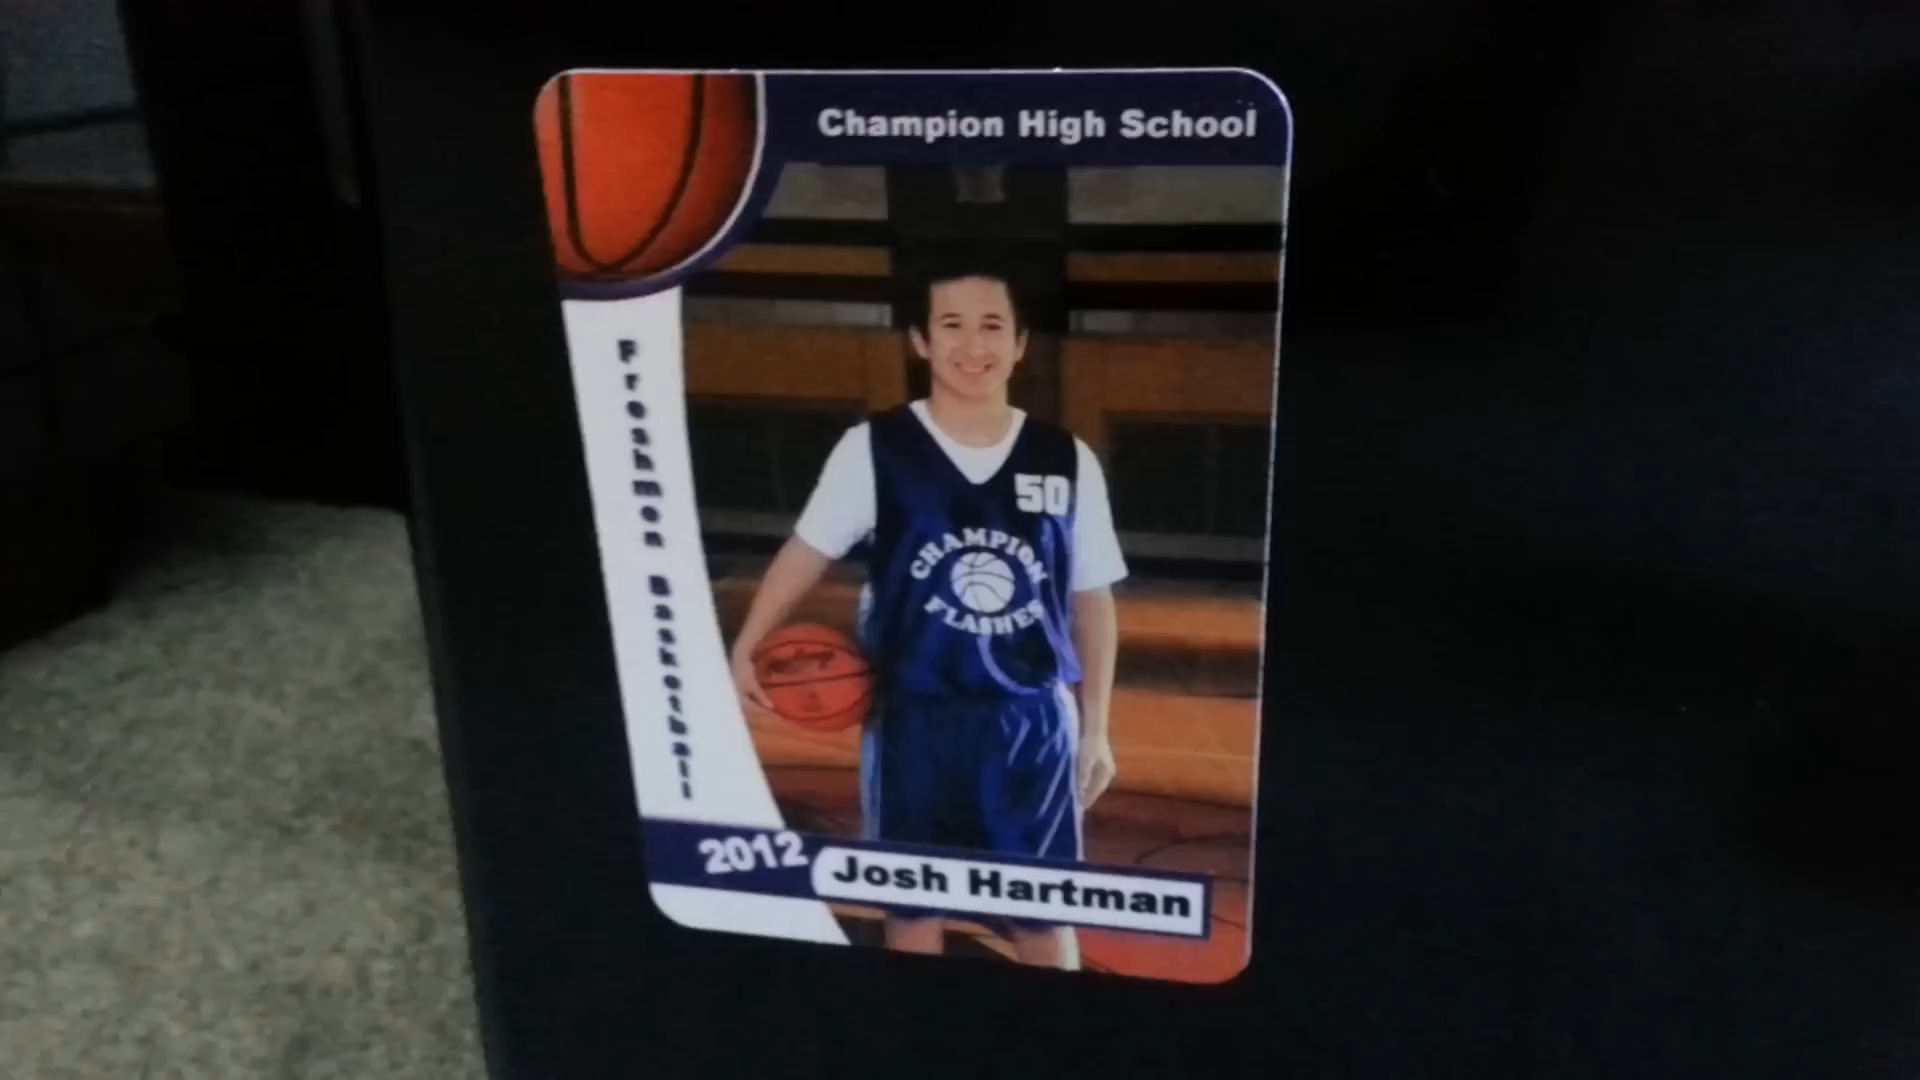 Champion High School
Freshmen Basketball
50
CHAMPION
FLASHES
2012
Josh Hartman